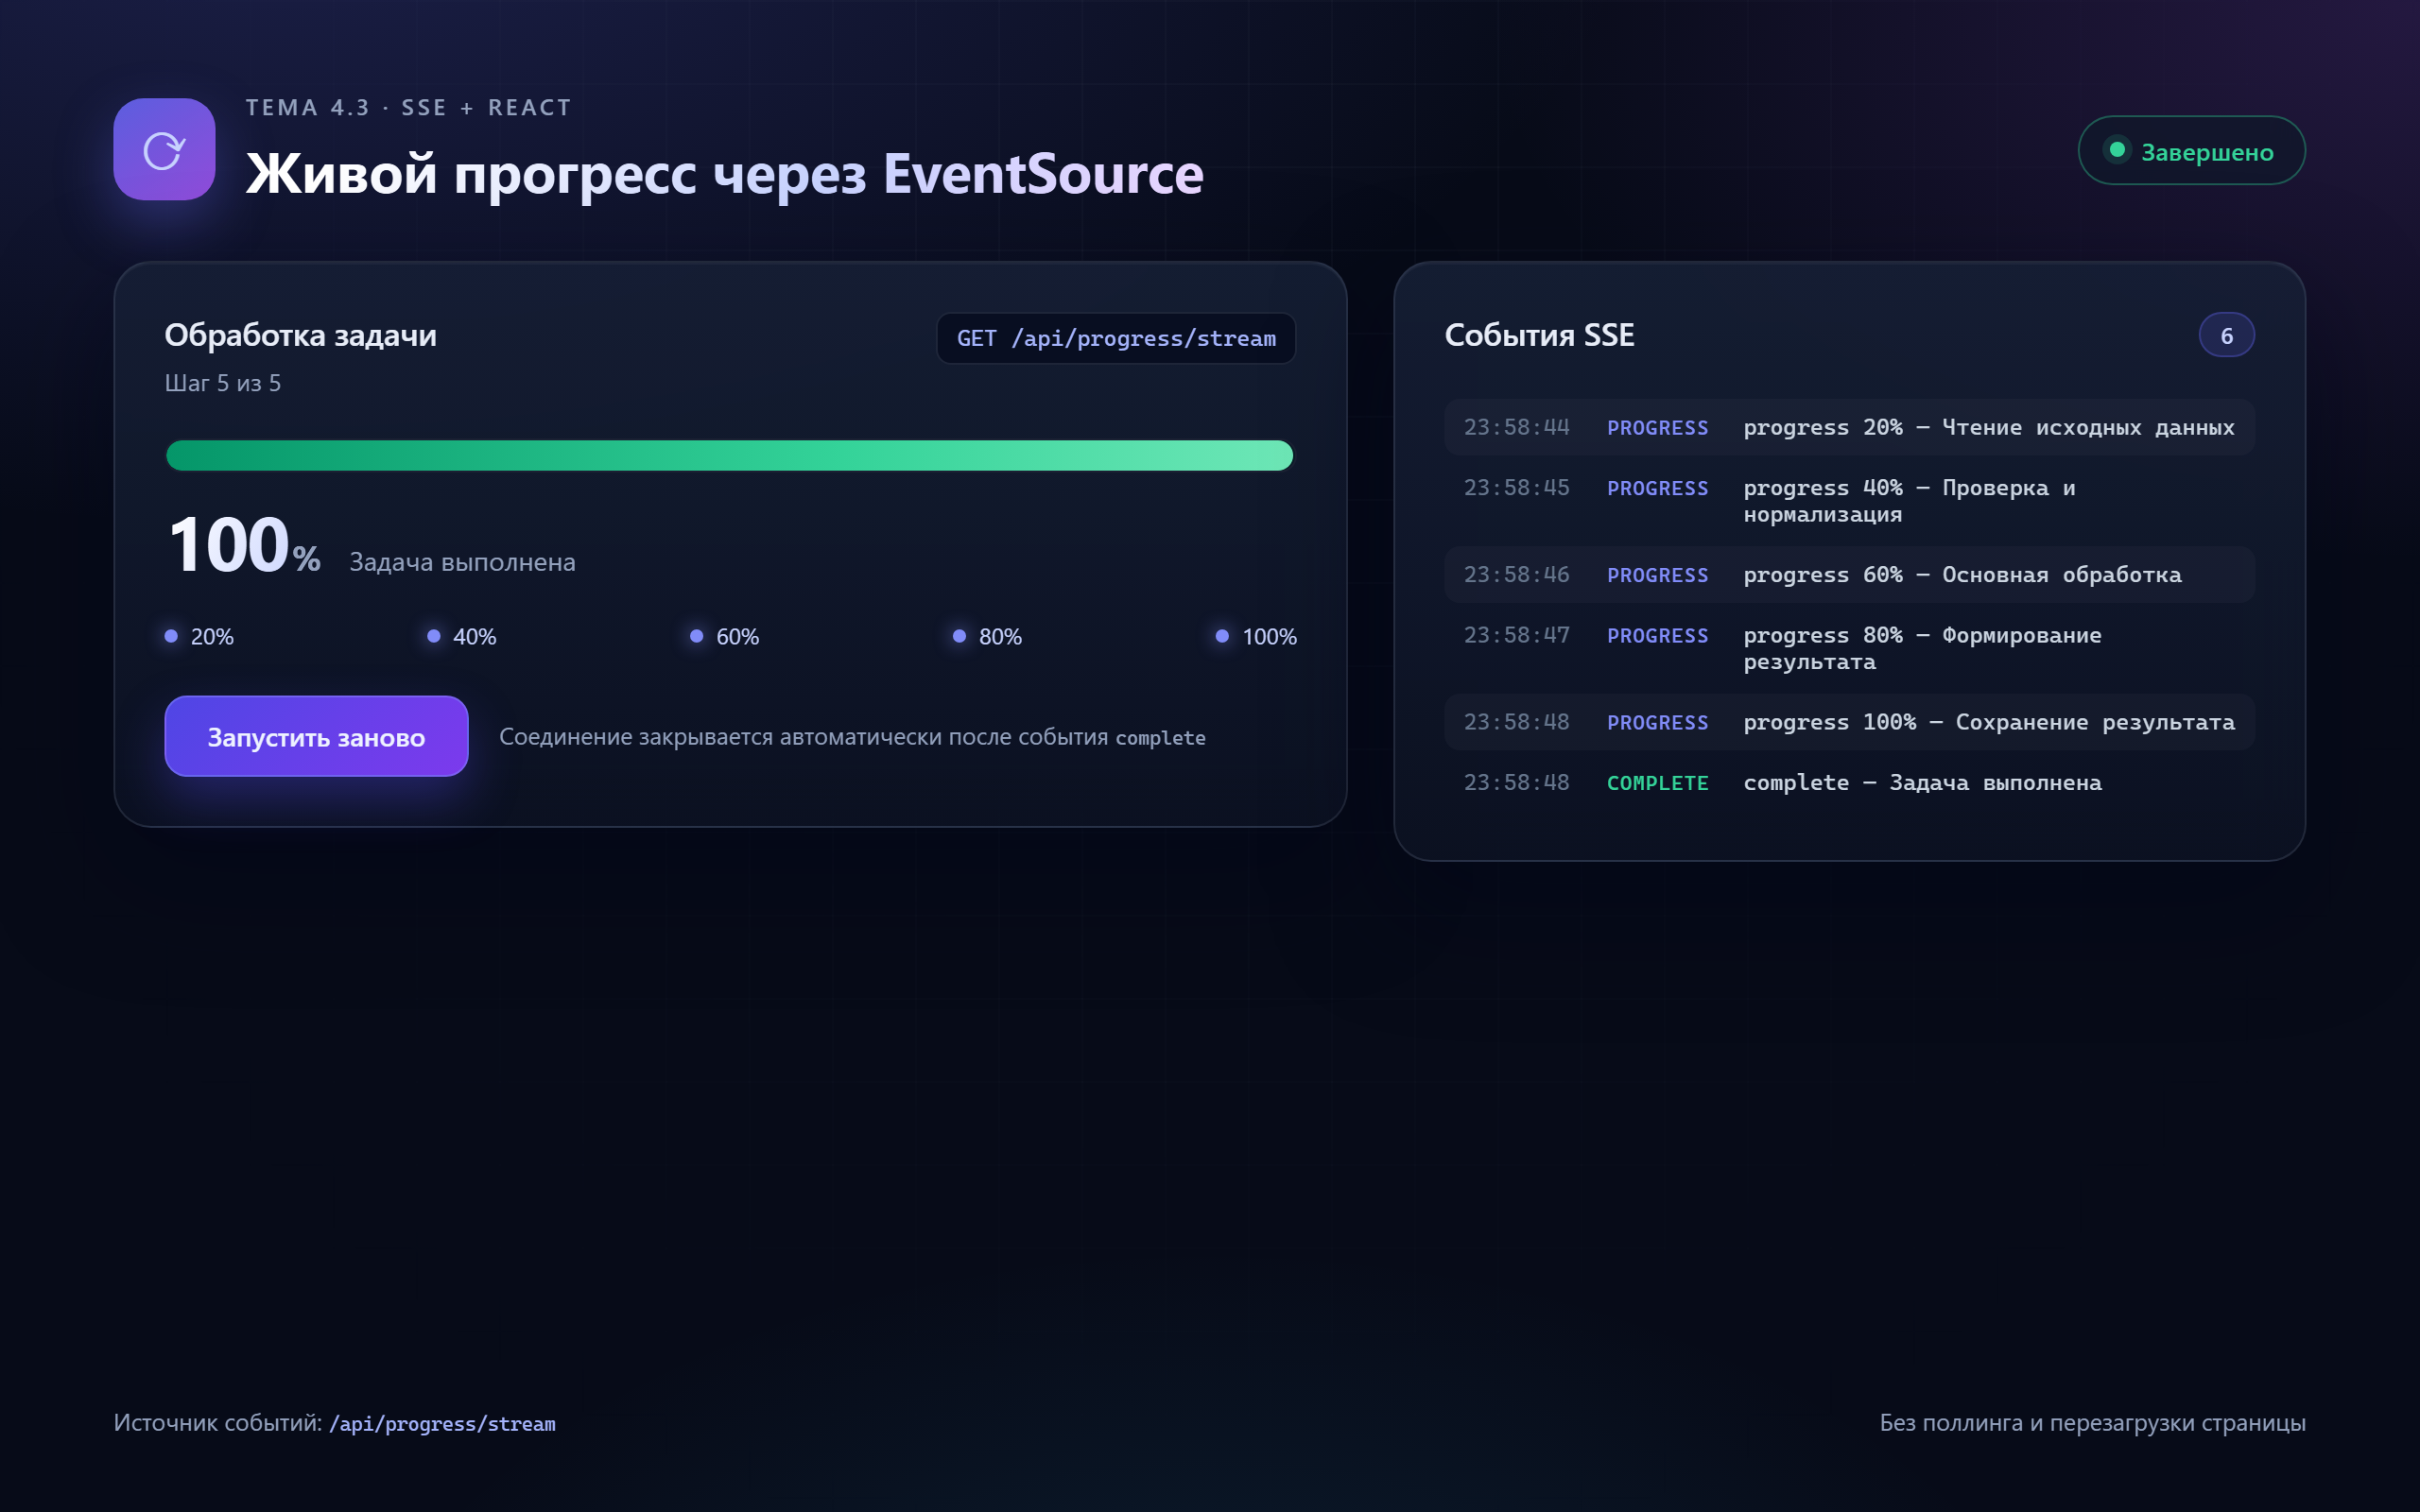 ТЕМА 4.3 · SSE + REACT
Живой прогресс через EventSource
Завершено
Обработка задачи
GET /api/progress/stream
Шаг 5 из 5
100% Задача выполнена
20% 40% 60% 80% 100%
Запустить заново
Соединение закрывается автоматически после события complete
События SSE
6
23:58:44 PROGRESS progress 20% — Чтение исходных данных
23:58:45 PROGRESS progress 40% — Проверка и
нормализация
23:58:46 PROGRESS progress 60% — Основная обработка
23:58:47 PROGRESS progress 80% — Формирование
результата
23:58:48 PROGRESS progress 100% — Сохранение результата
23:58:48 COMPLETE complete — Задача выполнена
Источник событий: /api/progress/stream
Без поллинга и перезагрузки страницы